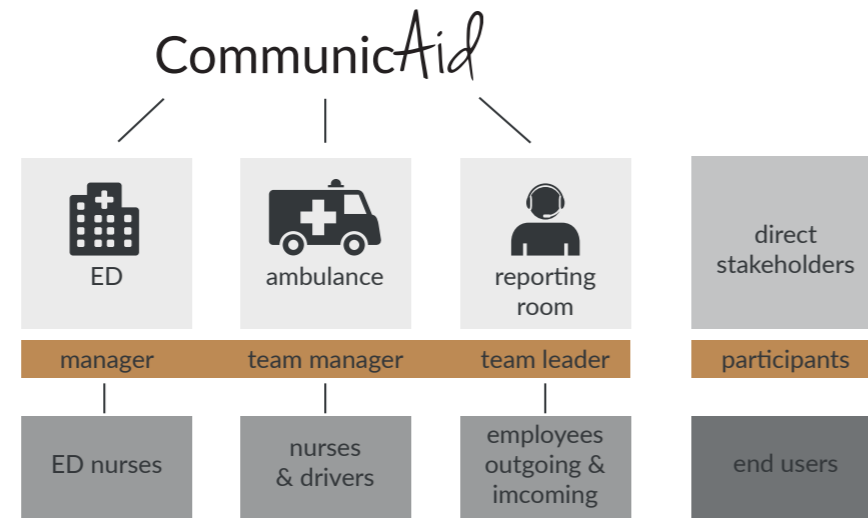 CommunicAid
ED
ambulance
reporting
room
direct
stakeholders
manager
team manager
team leader
participants
ED nurses
nurses
& drivers
employees
outgoing &
imcoming
end users